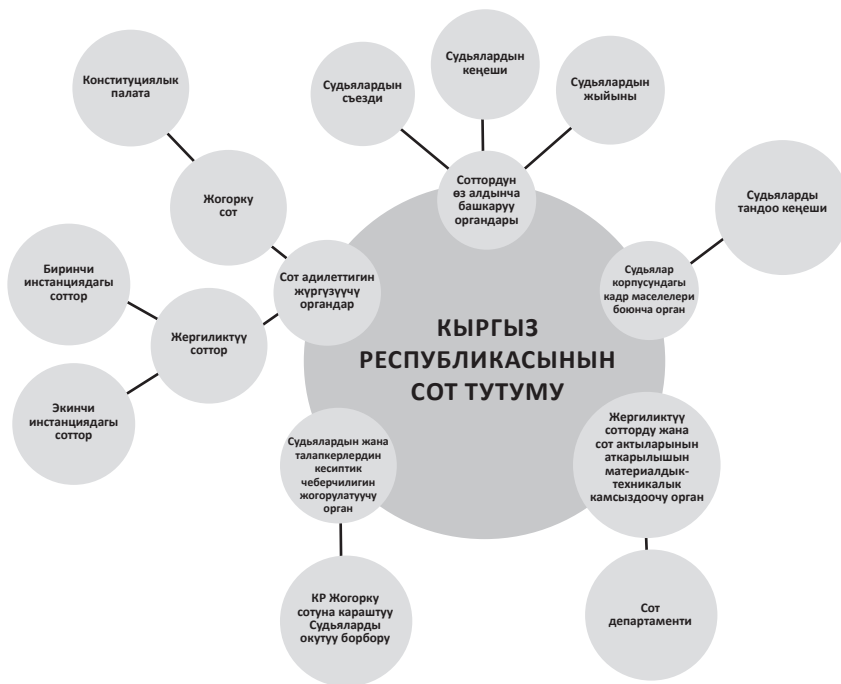 Конституциялык
палата
Судьялардын
съезди
Судьялардын
кеңеши
Судьялардын
жыйыны
Жогорку
сот
Соттордун
өз алдынча
башкаруу
органдары
Судьяларды
тандоо кеңеши
Биринчи
инстанциядагы
соттор
Сот адилеттигин
жүргүзүүчү
органдар
Судьялар
корпусундагы
кадр маселелери
боюнча орган
Жергиликтүү
соттор
КЫРГЫЗ
РЕСПУБЛИКАСЫНЫН
СОТ ТУТУМУ
Экинчи
инстанциядагы
соттор
Судьялардын жана
талапкерлердин
кесиптик
чеберчилигин
жогорулатуучу
орган
Жергиликтүү
сотторду жана
сот актыларынын
аткарылышын
материалдык-
техникалык
камсыздоочу орган
КР Жогорку
сотуна караштуу
Судьяларды
окутуу борбору
Сот
департаменти